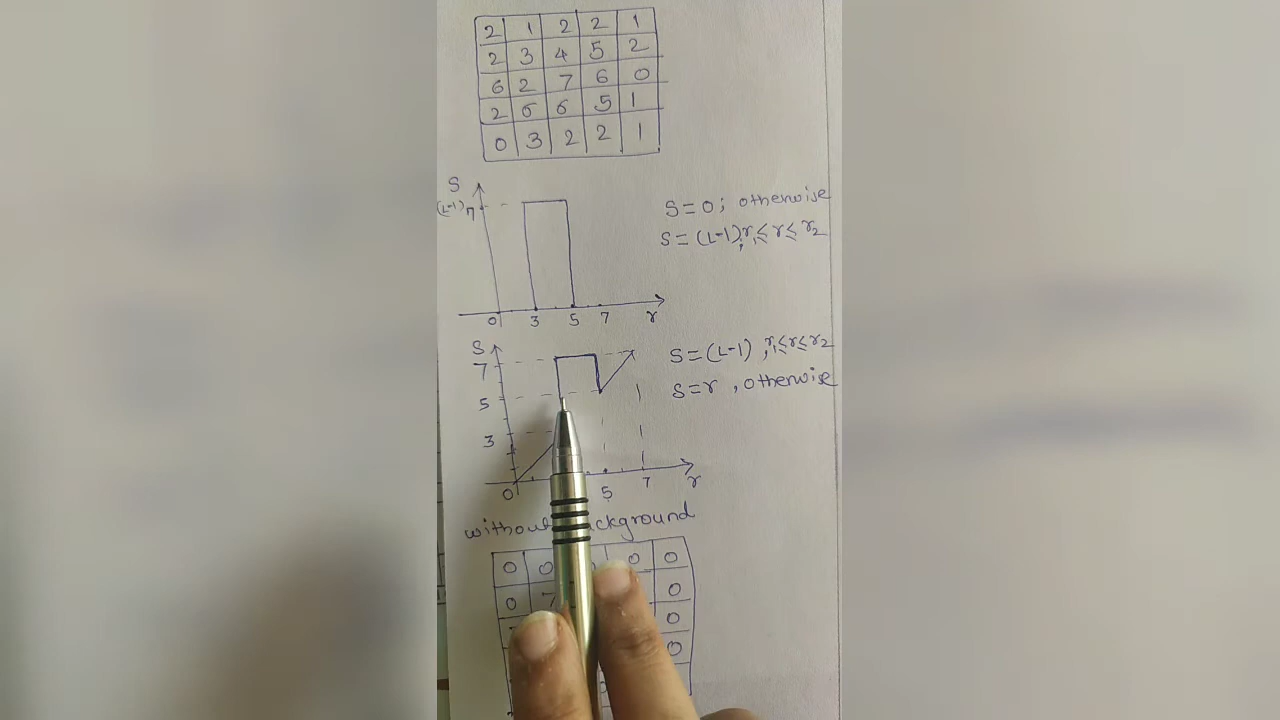 2 1 2 2 1
2 3 4 5 2
6 2 7 6 0
2 6 6 5 1
0 3 2 2 1
S
(L-1) 7
0 3 5 7 r
S=0; otherwise
S=(L-1), r₁≤r≤r₂
S
7
5
3
0 5 7 r
S=(L-1), r₁≤r≤r₂
S=r, otherwise
0 0 0 0
0 7 0
0
0